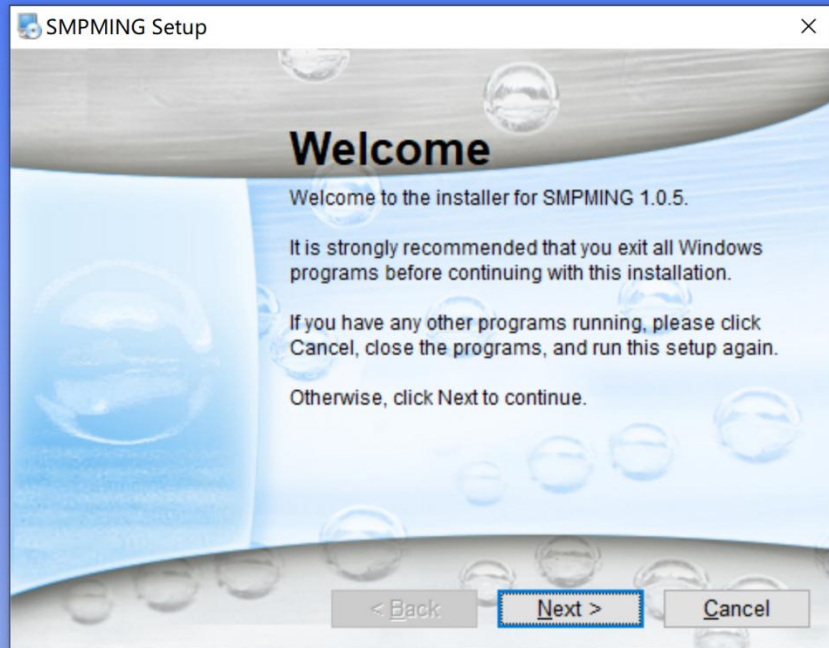 SMPMING Setup
Welcome
Welcome to the installer for SMPMING 1.0.5.
It is strongly recommended that you exit all Windows
programs before continuing with this installation.
If you have any other programs running, please click
Cancel, close the programs, and run this setup again.
Otherwise, click Next to continue.
< Back
Next >
Cancel